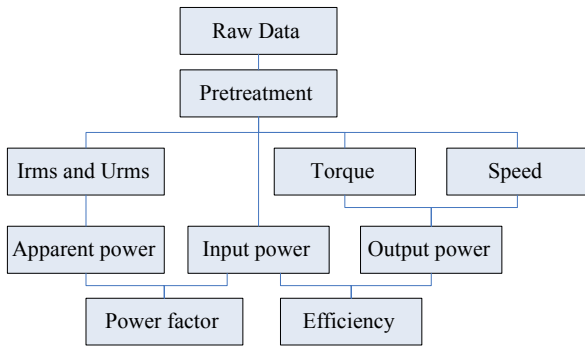 Raw Data
Pretreatment
Irms and Urms
Torque
Speed
Apparent power
Input power
Output power
Power factor
Efficiency